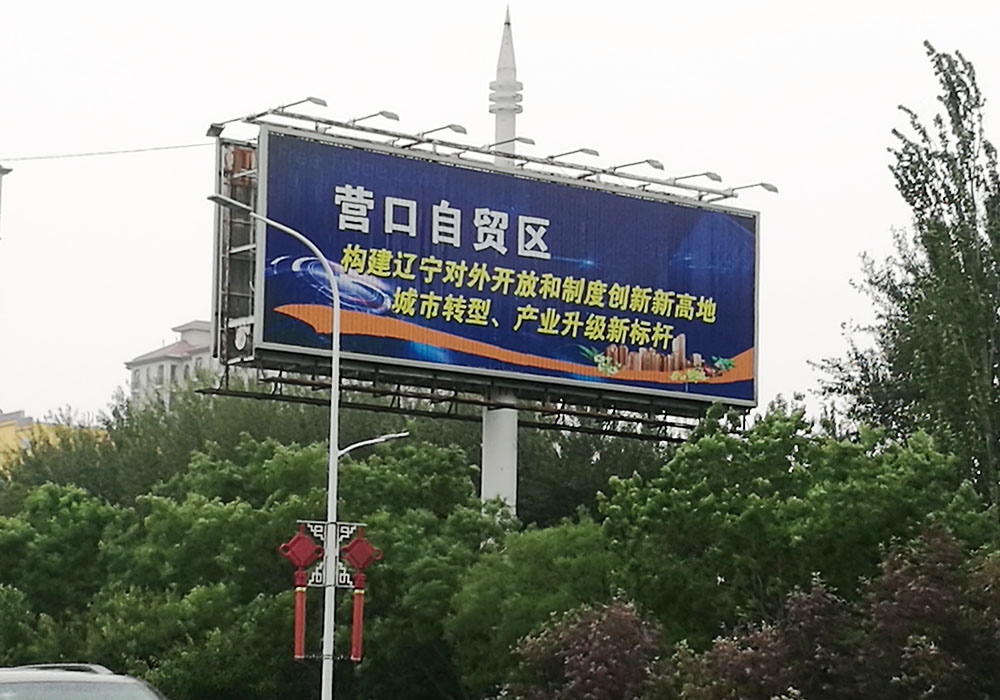 营口自贸区
构建辽宁对外开放和制度创新新高地
城市转型、产业升级新标杆